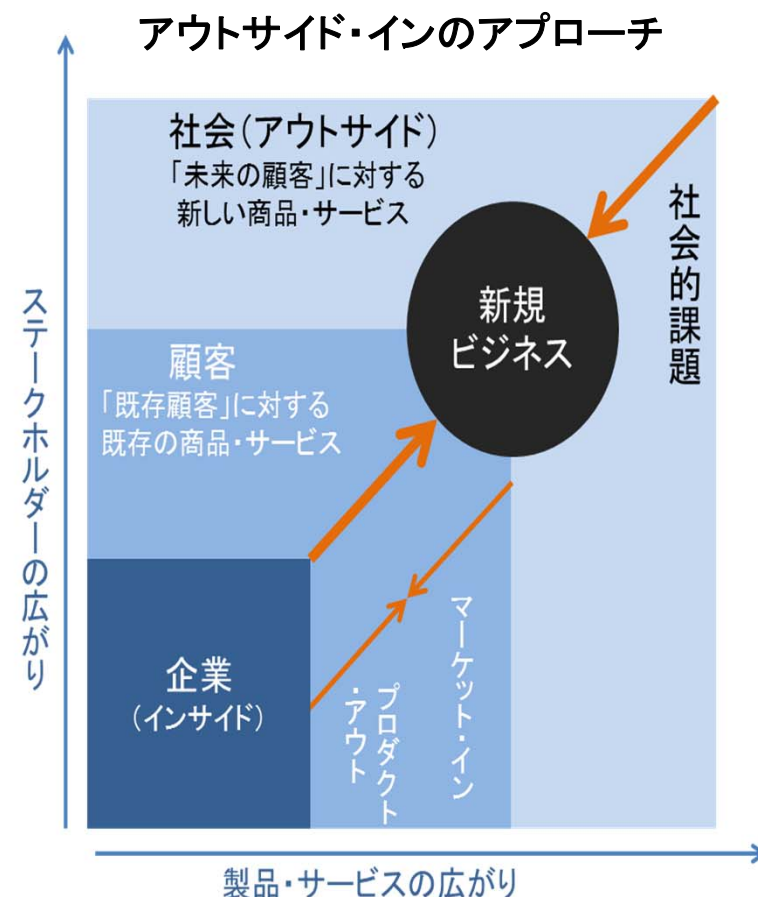 アウトサイド・インのアプローチ
社会(アウトサイド)
「未来の顧客」に対する
新しい商品・サービス
社会的課題
新規
ビジネス
顧客
「既存顧客」に対する
既存の商品・サービス
ステークホルダーの広がり
企業
(インサイド)
マーケット・イン
プロダクト
・アウト
製品・サービスの広がり